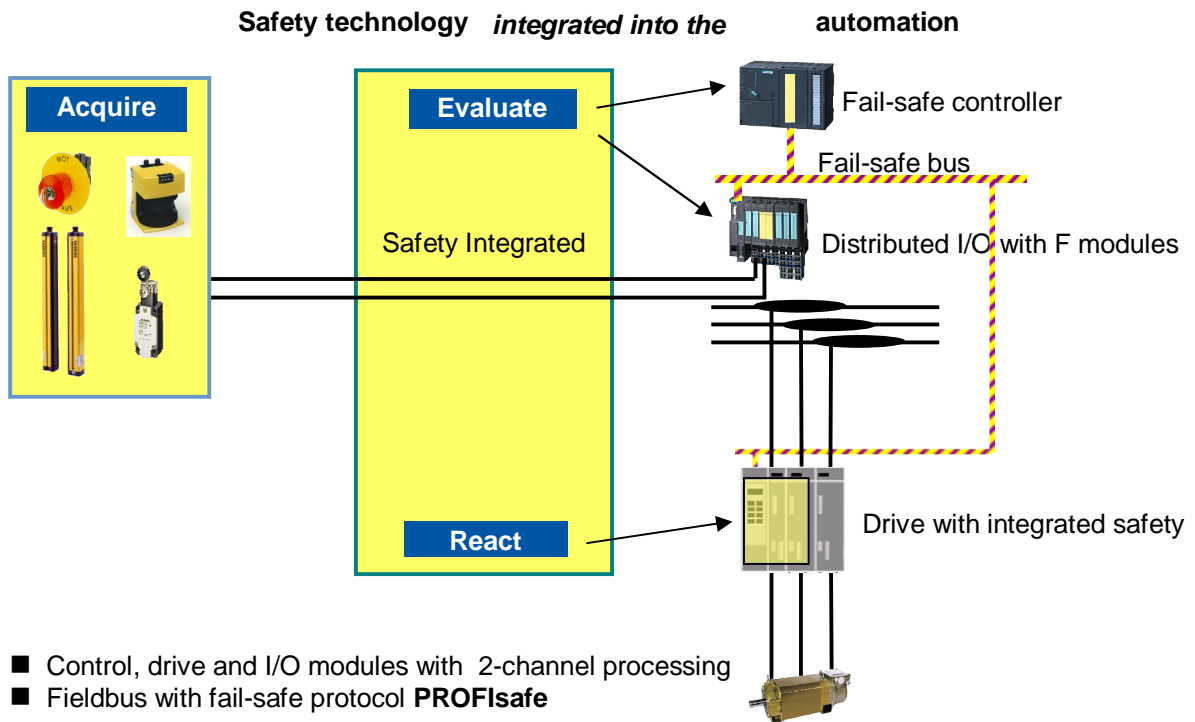 Safety technology integrated into the automation
Acquire
NOT
AUS
Evaluate
Fail-safe controller
Fail-safe bus
Safety Integrated
Distributed I/O with F modules
React
Drive with integrated safety
■ Control, drive and I/O modules with 2-channel processing
■ Fieldbus with fail-safe protocol PROFIsafe